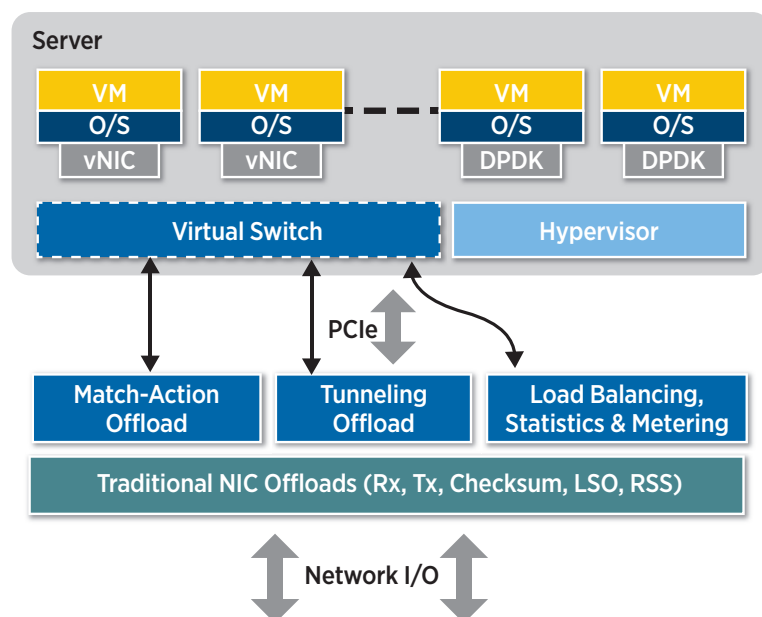 Server
VM VM VM VM
O/S O/S O/S O/S
vNIC vNIC DPDK DPDK
Virtual Switch Hypervisor
PCIe
Match-Action Tunneling Load Balancing,
Offload Offload Statistics & Metering
Traditional NIC Offloads (Rx, Tx, Checksum, LSO, RSS)
Network I/O